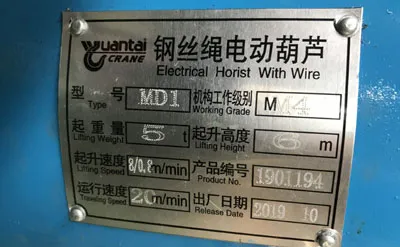 Yuantai
CRANE
钢丝绳电动葫芦
Electrical Horist With Wire
型号 MD1 机构工作级别 M M4
Type Working Grade
起重量 5 t 起升高度 6 m
Lifting Weight Lifting Height
起升速度 8/0.8m/min 产品编号 1901194
Lifting Speed Product No.
运行速度 20m/min 出厂日期 2019 10
Traveling Speed Release Date